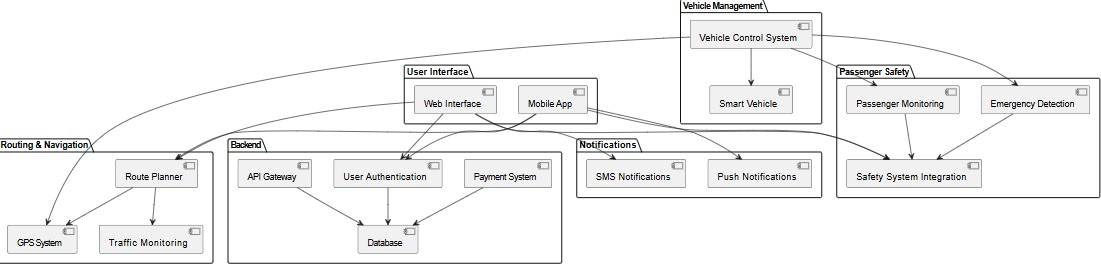 Vehicle Management
Vehicle Control System
Smart Vehicle
User Interface
Web Interface
Mobile App
Passenger Safety
Passenger Monitoring
Emergency Detection
Safety System Integration
Routing & Navigation
Route Planner
GPS System
Traffic Monitoring
Backend
API Gateway
User Authentication
Payment System
Database
Notifications
SMS Notifications
Push Notifications